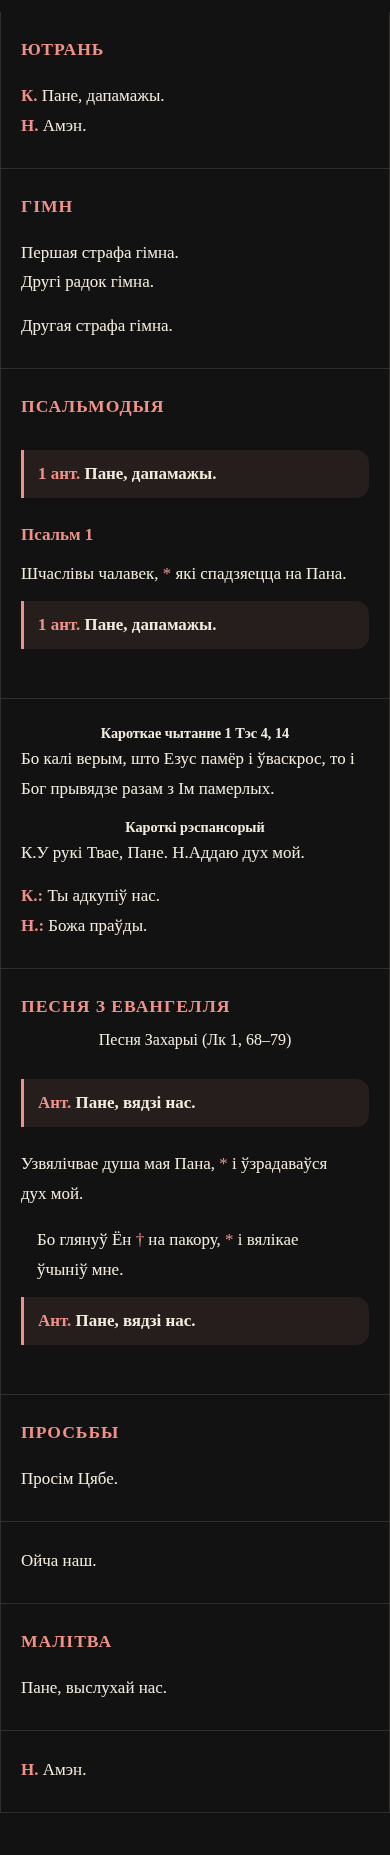 ЮТРАНЬ
К. Пане, дапамажы.
Н. Амэн.
ГІМН
Першая страфа гімна.
Другі радок гімна.
Другая страфа гімна.
ПСАЛЬМОДЫЯ
1 ант. Пане, дапамажы.
Псальм 1
Шчаслівы чалавек, * які спадзяецца на Пана.
1 ант. Пане, дапамажы.
Кароткае чытанне 1 Тэс 4, 14
Бо калі верым, што Езус памёр і ўваскрос, то і
Бог прывядзе разам з Ім памерлых.
Кароткі рэспансорый
К.У рукі Твае, Пане. Н.Аддаю дух мой.
К.: Ты адкупіў нас.
Н.: Божа праўды.
ПЕСНЯ З ЕВАНГЕЛЛЯ
Песня Захарыі (Лк 1, 68–79)
Ант. Пане, вядзі нас.
Узвялічвае душа мая Пана, * і ўзрадаваўся
дух мой.
Бо глянуў Ён † на пакору, * і вялікае
ўчыніў мне.
Ант. Пане, вядзі нас.
ПРОСЬБЫ
Просім Цябе.
Ойча наш.
МАЛІТВА
Пане, выслухай нас.
Н. Амэн.